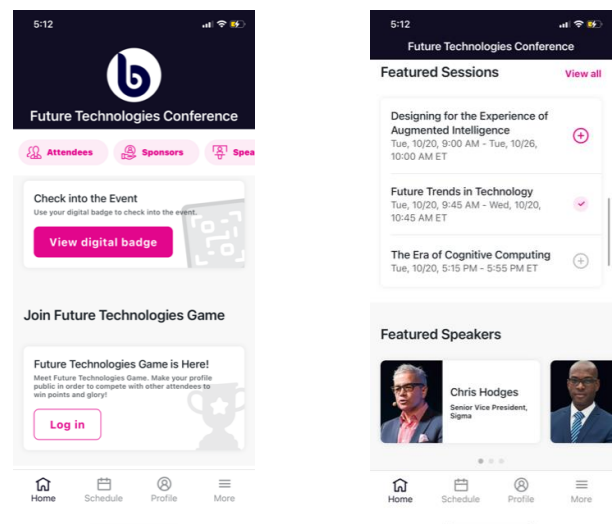 5:12
b
Future Technologies Conference
Attendees
Sponsors
Spea
Check into the Event
Use your digital badge to check into the event.
View digital badge
Join Future Technologies Game
Future Technologies Game is Here!
Meet Future Technologies Game. Make your profile
public in order to compete with other attendees to
win points and glory!
Log in
Home
Schedule
Profile
More
5:12
Future Technologies Conference
Featured Sessions
View all
Designing for the Experience of
Augmented Intelligence
Tue, 10/20, 9:00 AM - Tue, 10/26,
10:00 AM ET
Future Trends in Technology
Tue, 10/20, 9:45 AM - Wed, 10/20,
10:45 AM ET
The Era of Cognitive Computing
Tue, 10/20, 5:15 PM - 5:55 PM ET
Featured Speakers
Chris Hodges
Senior Vice President,
Sigma
Home
Schedule
Profile
More